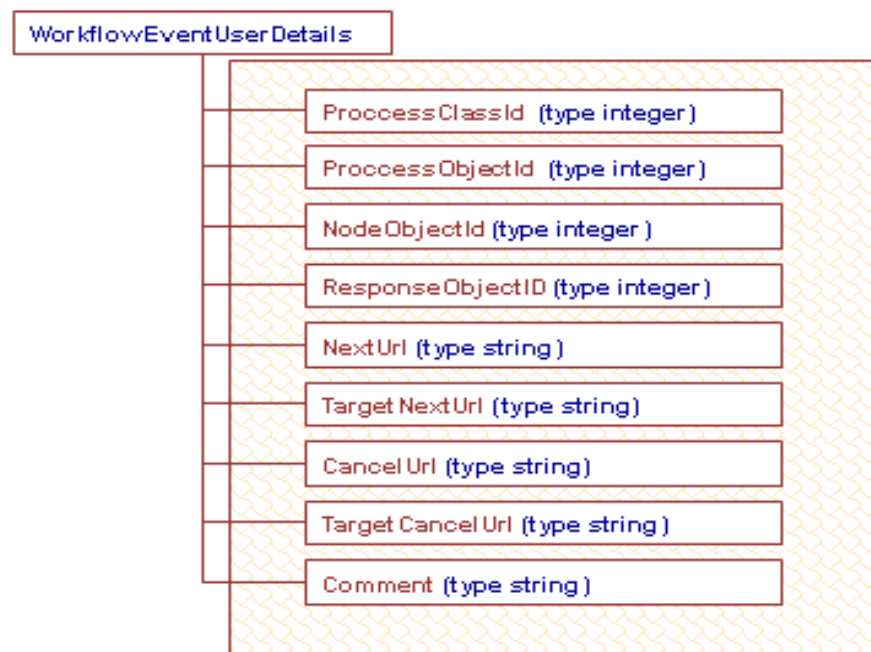 WorkflowEventUserDetails
ProccessClassId (type integer)
ProccessObjectId (type integer)
NodeObjectId (type integer)
ResponseObjectID (type integer)
NextUrl (type string)
TargetNextUrl (type string)
CancelUrl (type string)
TargetCancelUrl (type string)
Comment (type string)